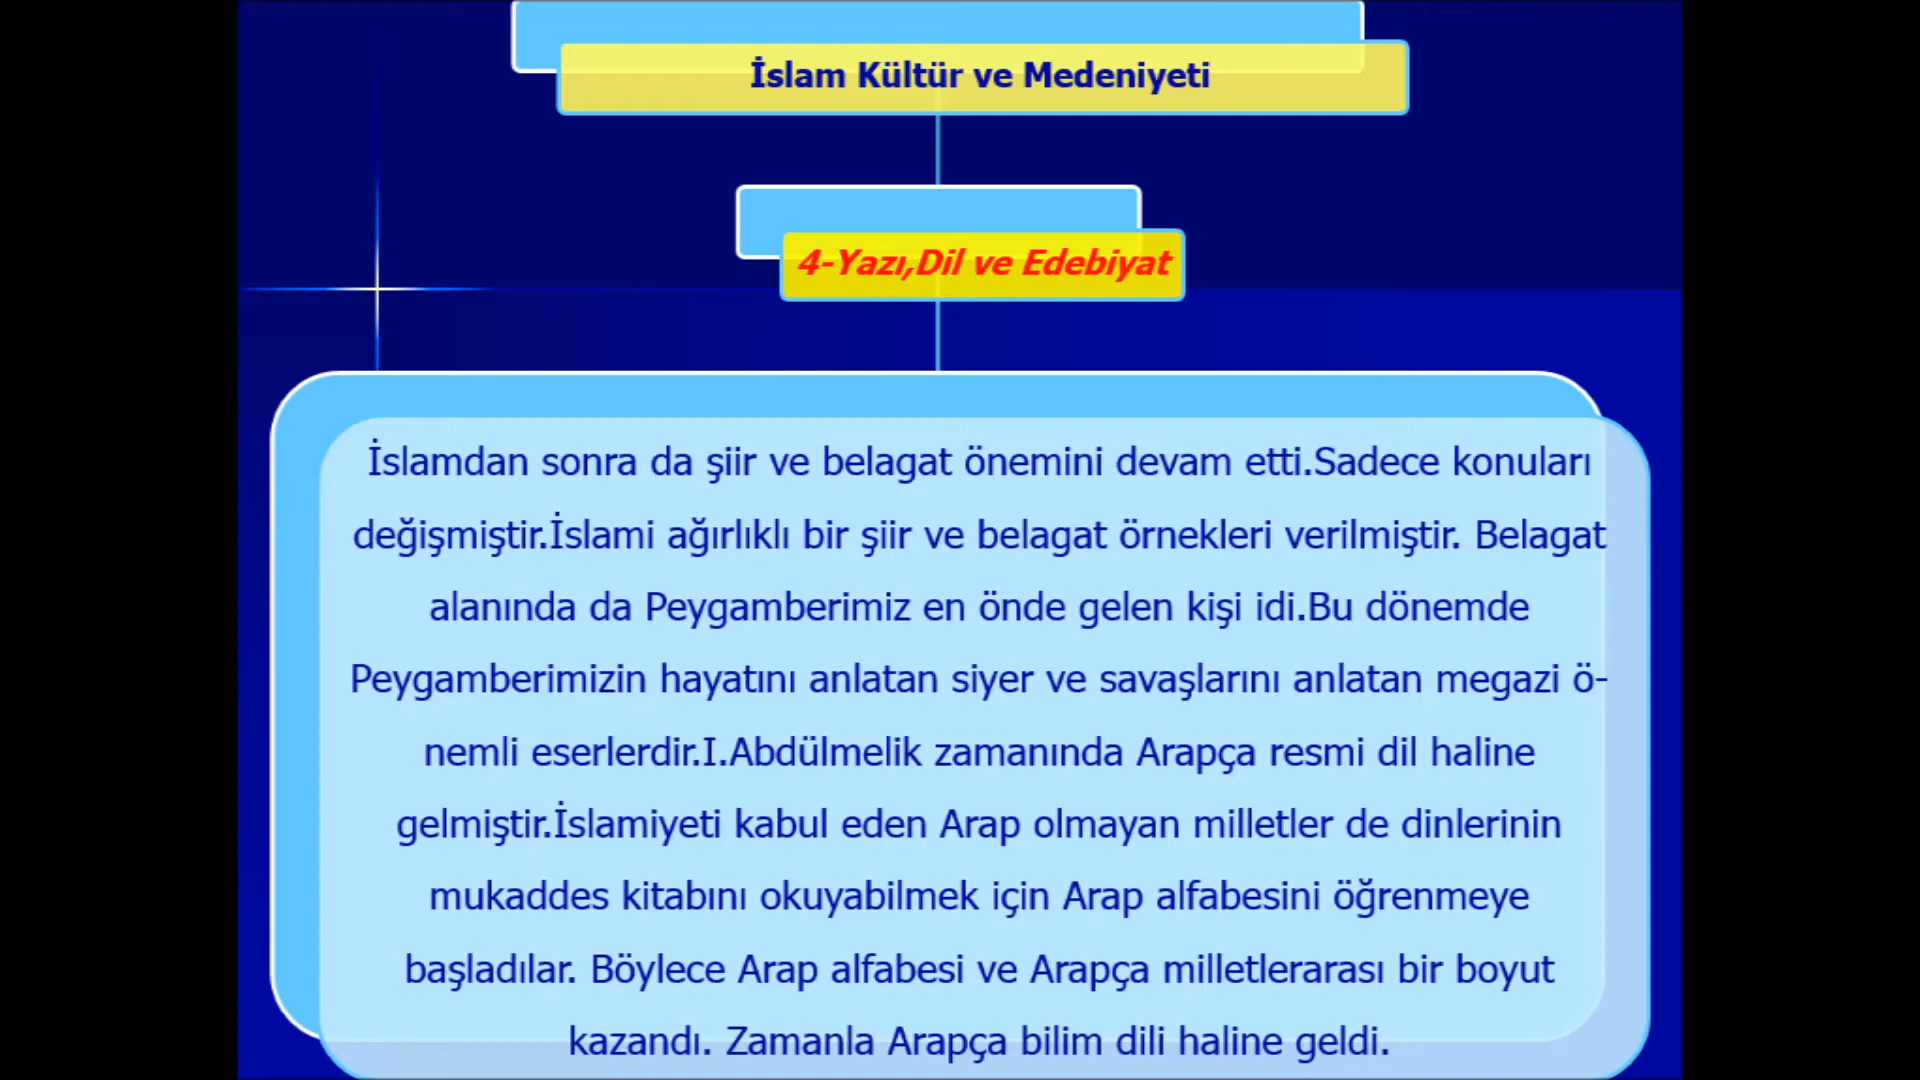 İslam Kültür ve Medeniyeti
4-Yazı,Dil ve Edebiyat
İslamdan sonra da şiir ve belagat önemini devam etti.Sadece konuları
değişmiştir.İslami ağırlıklı bir şiir ve belagat örnekleri verilmiştir. Belagat
alanında da Peygamberimiz en önde gelen kişi idi.Bu dönemde
Peygamberimizin hayatını anlatan siyer ve savaşlarını anlatan megazi ö-
nemli eserlerdir.I.Abdülmelik zamanında Arapça resmi dil haline
gelmiştir.İslamiyeti kabul eden Arap olmayan milletler de dinlerinin
mukaddes kitabını okuyabilmek için Arap alfabesini öğrenmeye
başladılar. Böylece Arap alfabesi ve Arapça milletlerarası bir boyut
kazandı. Zamanla Arapça bilim dili haline geldi.